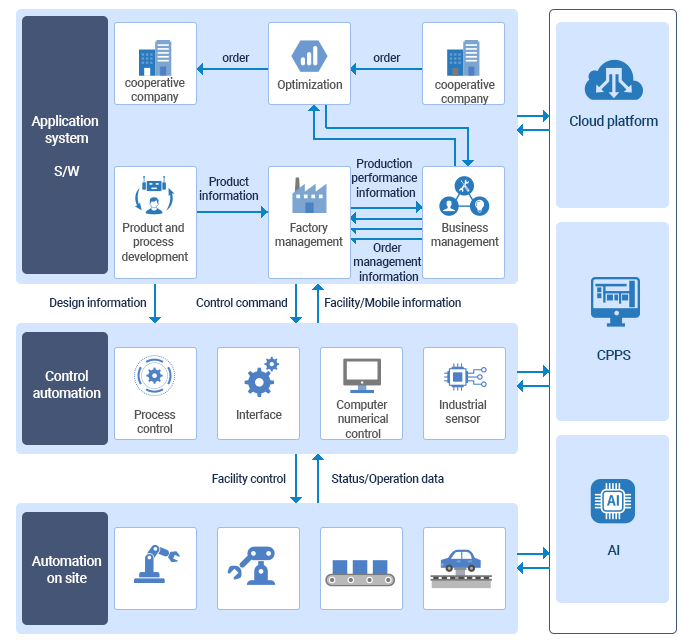 Application
system
S/W
cooperative
company
order
Optimization
order
cooperative
company
Product and
process
development
Product
information
Factory
management
Production
performance
information
Order
management
information
Business
management
Design information
Control command
Facility/Mobile information
Control
automation
Process
control
Interface
Computer
numerical
control
Industrial
sensor
Facility control
Status/Operation data
Automation
on site
Cloud platform
CPPS
AI
AI